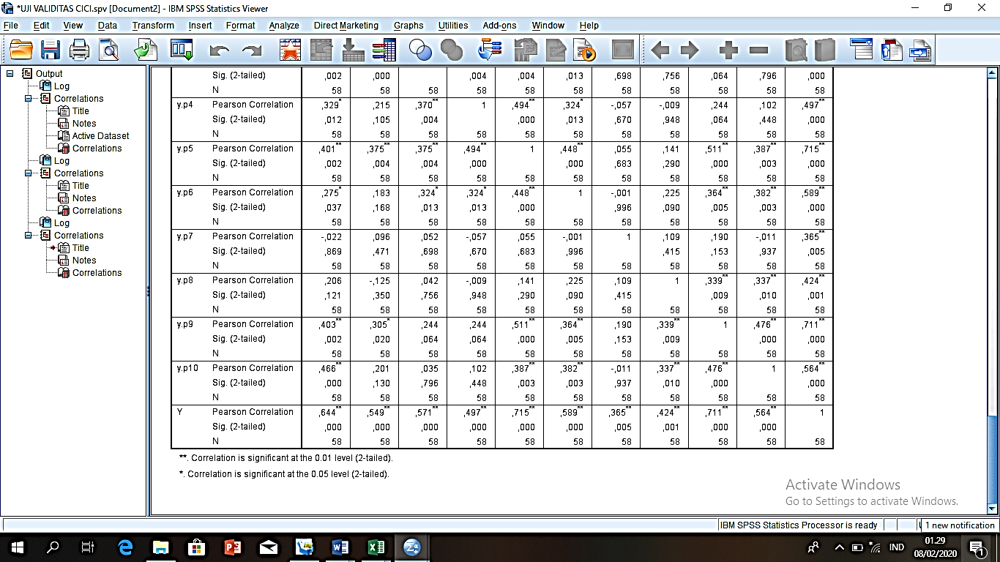 *UJI VALIDITAS CICI.spv [Document2] - IBM SPSS Statistics Viewer
File Edit View Data Transform Insert Format Analyze Direct Marketing Graphs Utilities Add-ons Window Help
Output
Log
Correlations
Title
Notes
Active Dataset
Correlations
Log
Correlations
Title
Notes
Correlations
Log
Correlations
Title
Notes
Correlations
Sig. (2-tailed) ,002 ,000 ,004 ,004 ,013 ,698 ,756 ,064 ,796 ,000
N 58 58 58 58 58 58 58 58 58 58 58
y.p4 Pearson Correlation ,329* ,215 ,370** 1 ,494** ,324* -,057 -,009 ,244 ,102 ,497**
Sig. (2-tailed) ,012 ,105 ,004 ,000 ,013 ,670 ,948 ,064 ,448 ,000
N 58 58 58 58 58 58 58 58 58 58 58
y.p5 Pearson Correlation ,401** ,375** ,375** ,494** 1 ,448** ,055 ,141 ,511** ,387** ,715**
Sig. (2-tailed) ,002 ,004 ,004 ,000 ,000 ,683 ,290 ,000 ,003 ,000
N 58 58 58 58 58 58 58 58 58 58 58
y.p6 Pearson Correlation ,275* ,183 ,324* ,324* ,448** 1 -,001 ,225 ,364** ,382** ,589**
Sig. (2-tailed) ,037 ,168 ,013 ,013 ,000 ,996 ,090 ,005 ,003 ,000
N 58 58 58 58 58 58 58 58 58 58 58
y.p7 Pearson Correlation -,022 ,096 ,052 -,057 ,055 -,001 1 ,109 ,190 -,011 ,365**
Sig. (2-tailed) ,869 ,471 ,698 ,670 ,683 ,996 ,415 ,153 ,937 ,005
N 58 58 58 58 58 58 58 58 58 58 58
y.p8 Pearson Correlation ,206 -,125 ,042 -,009 ,141 ,225 ,109 1 ,339** ,337** ,424**
Sig. (2-tailed) ,121 ,350 ,756 ,948 ,290 ,090 ,415 ,009 ,010 ,001
N 58 58 58 58 58 58 58 58 58 58 58
y.p9 Pearson Correlation ,403** ,305* ,244 ,244 ,511** ,364** ,190 ,339** 1 ,476** ,711**
Sig. (2-tailed) ,002 ,020 ,064 ,064 ,000 ,005 ,153 ,009 ,000 ,000
N 58 58 58 58 58 58 58 58 58 58 58
y.p10 Pearson Correlation ,466** ,201 ,035 ,102 ,387** ,382** -,011 ,337** ,476** 1 ,564**
Sig. (2-tailed) ,000 ,130 ,796 ,448 ,003 ,003 ,937 ,010 ,000 ,000
N 58 58 58 58 58 58 58 58 58 58 58
Y Pearson Correlation ,644** ,549** ,571** ,497** ,715** ,589** ,365** ,424** ,711** ,564** 1
Sig. (2-tailed) ,000 ,000 ,000 ,000 ,000 ,000 ,005 ,001 ,000 ,000
N 58 58 58 58 58 58 58 58 58 58 58
**. Correlation is significant at the 0.01 level (2-tailed).
*. Correlation is significant at the 0.05 level (2-tailed).
Activate Windows
Go to Settings to activate Windows.
IBM SPSS Statistics Processor is ready
1 new notification
IND
01.29
08/02/2020
1